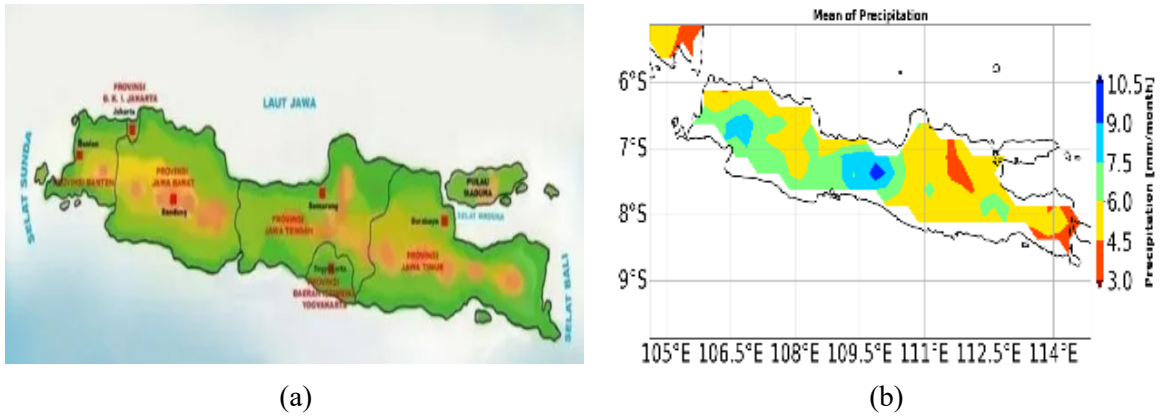 PROVINSI
D. K. I. JAKARTA
Jakarta
LAUT JAWA
SELAT SUNDA
Banten
PROVINSI BANTEN
PROVINSI
JAWA BARAT
Bandung
Semarang
PROVINSI
JAWA TENGAH
Yogyakarta
PROVINSI
DAERAH ISTIMEWA
YOGYAKARTA
PULAU
MADURA
SELAT MADURA
Surabaya
PROVINSI
JAWA TIMUR
SELAT BALI
(a)
Mean of Precipitation
6°S
7°S
8°S
9°S
105°E 106.5°E 108°E 109.5°E 111°E 112.5°E 114°E
10.5
9.0
7.5
6.0
4.5
3.0
Precipitation [mm/month]
(b)